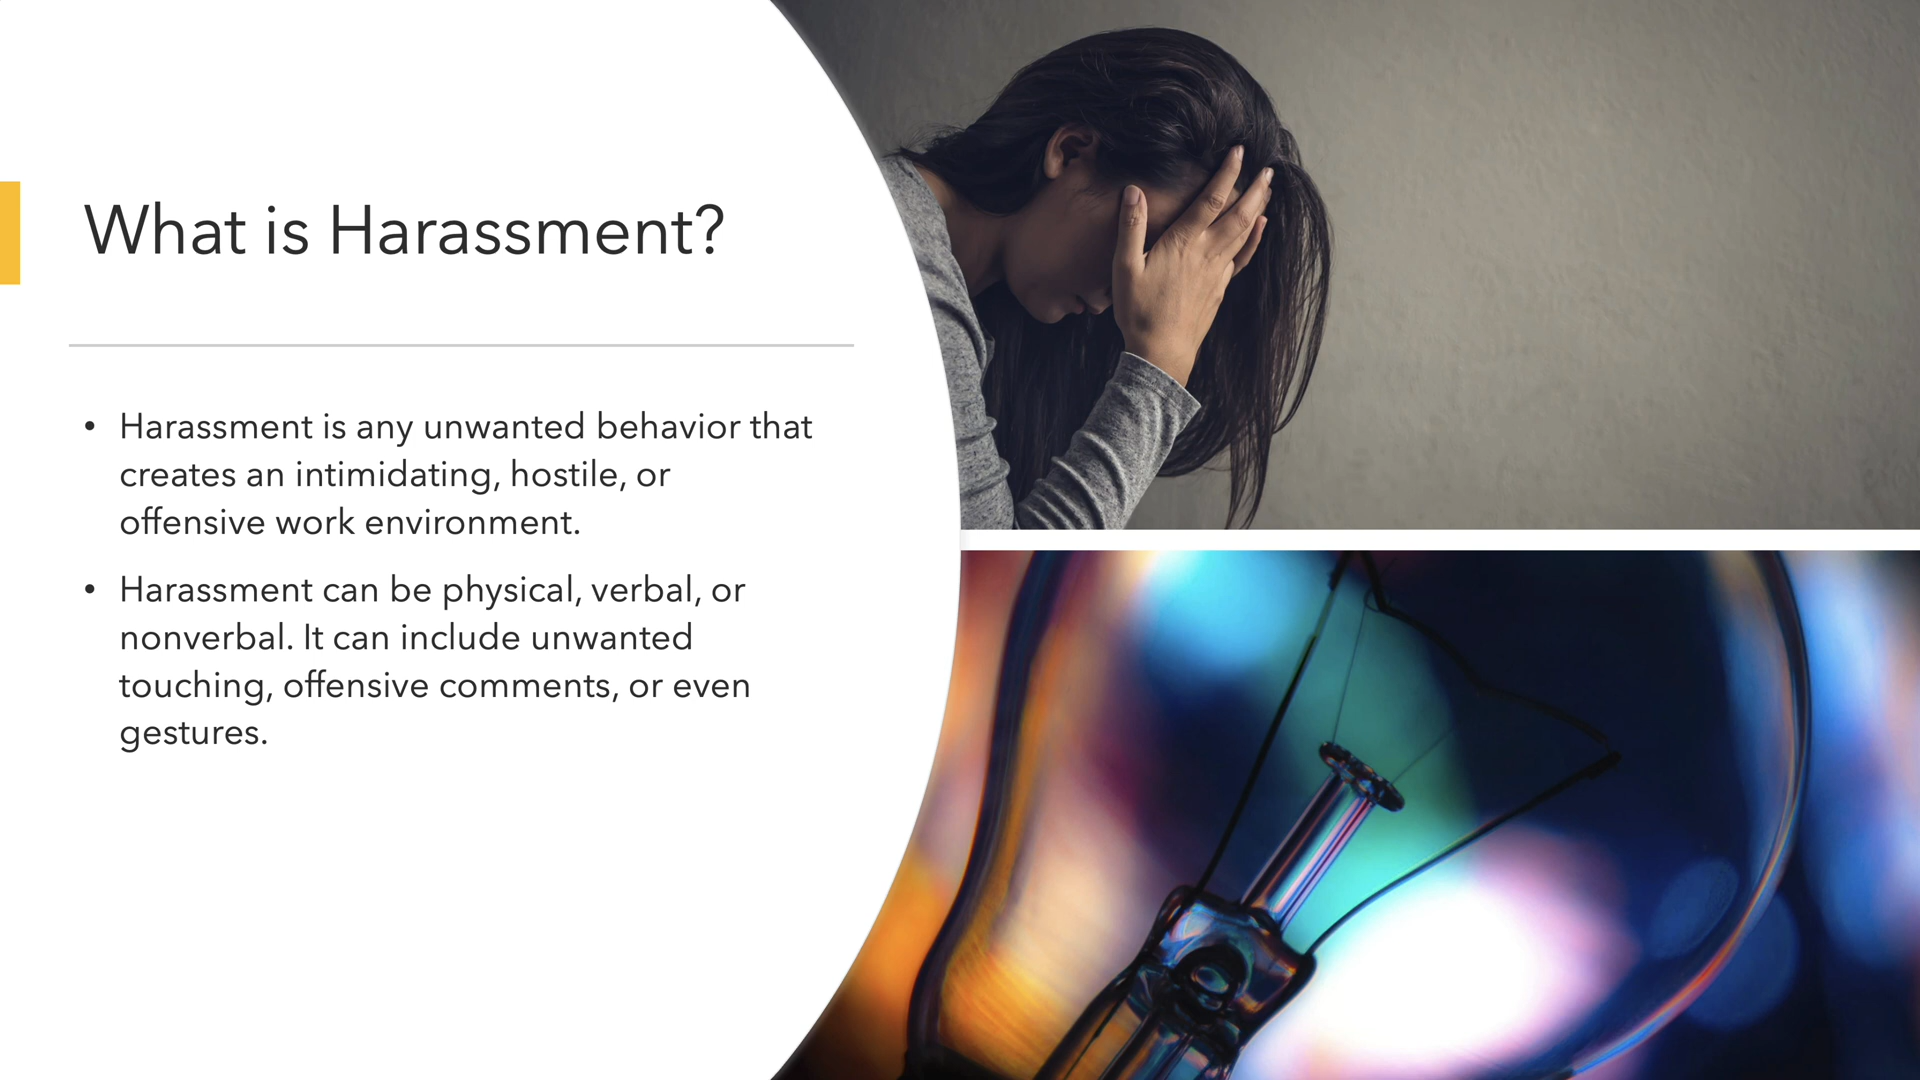 What is Harassment?
• Harassment is any unwanted behavior that
creates an intimidating, hostile, or
offensive work environment.
• Harassment can be physical, verbal, or
nonverbal. It can include unwanted
touching, offensive comments, or even
gestures.